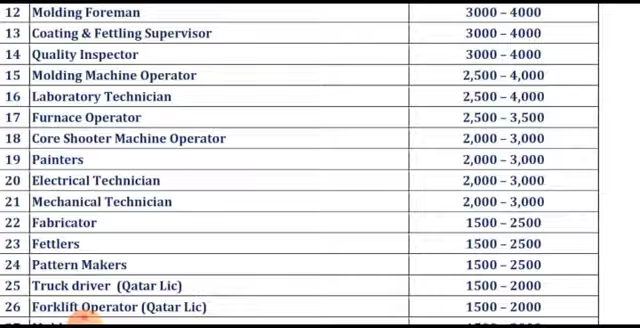 12 Molding Foreman 3000 – 4000
13 Coating & Fettling Supervisor 3000 – 4000
14 Quality Inspector 3000 – 4000
15 Molding Machine Operator 2,500 – 4,000
16 Laboratory Technician 2,500 – 4,000
17 Furnace Operator 2,500 – 3,500
18 Core Shooter Machine Operator 2,000 – 3,000
19 Painters 2,000 – 3,000
20 Electrical Technician 2,000 – 3,000
21 Mechanical Technician 2,000 – 3,000
22 Fabricator 1500 – 2500
23 Fettlers 1500 – 2500
24 Pattern Makers 1500 – 2500
25 Truck driver (Qatar Lic) 1500 – 2000
26 Forklift Operator (Qatar Lic) 1500 – 2000